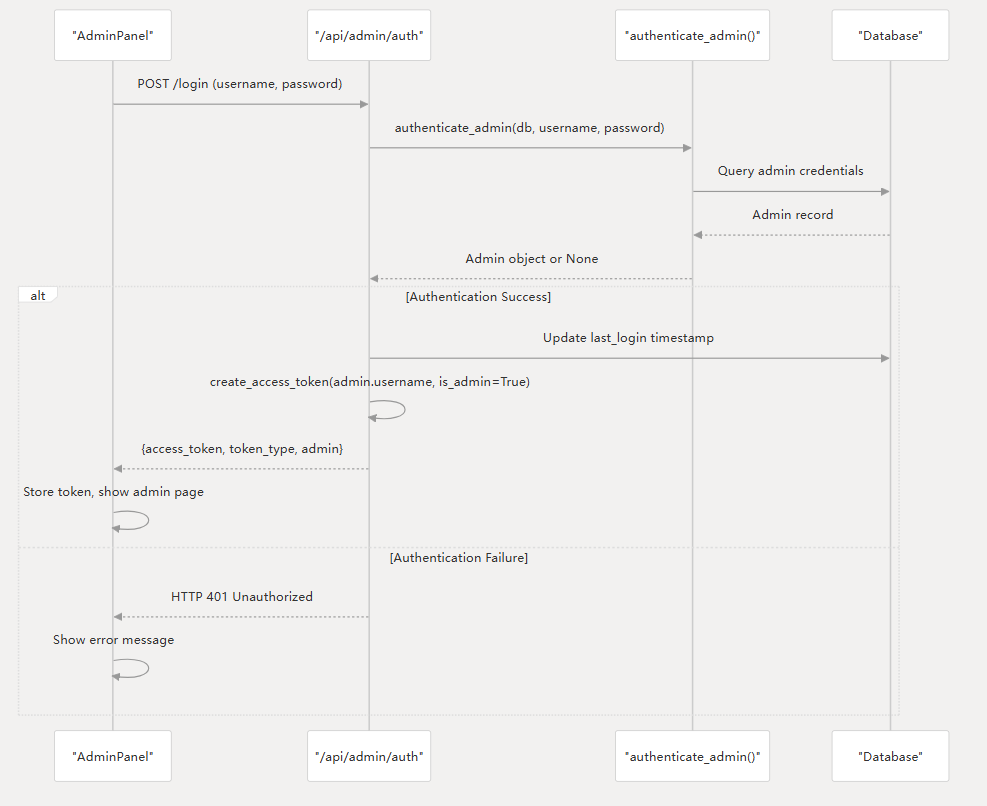 "AdminPanel"
"/api/admin/auth"
"authenticate_admin()"
"Database"
POST /login (username, password)
authenticate_admin(db, username, password)
Query admin credentials
Admin record
Admin object or None
alt
[Authentication Success]
Update last_login timestamp
create_access_token(admin.username, is_admin=True)
{access_token, token_type, admin}
Store token, show admin page
[Authentication Failure]
HTTP 401 Unauthorized
Show error message
"AdminPanel"
"/api/admin/auth"
"authenticate_admin()"
"Database"